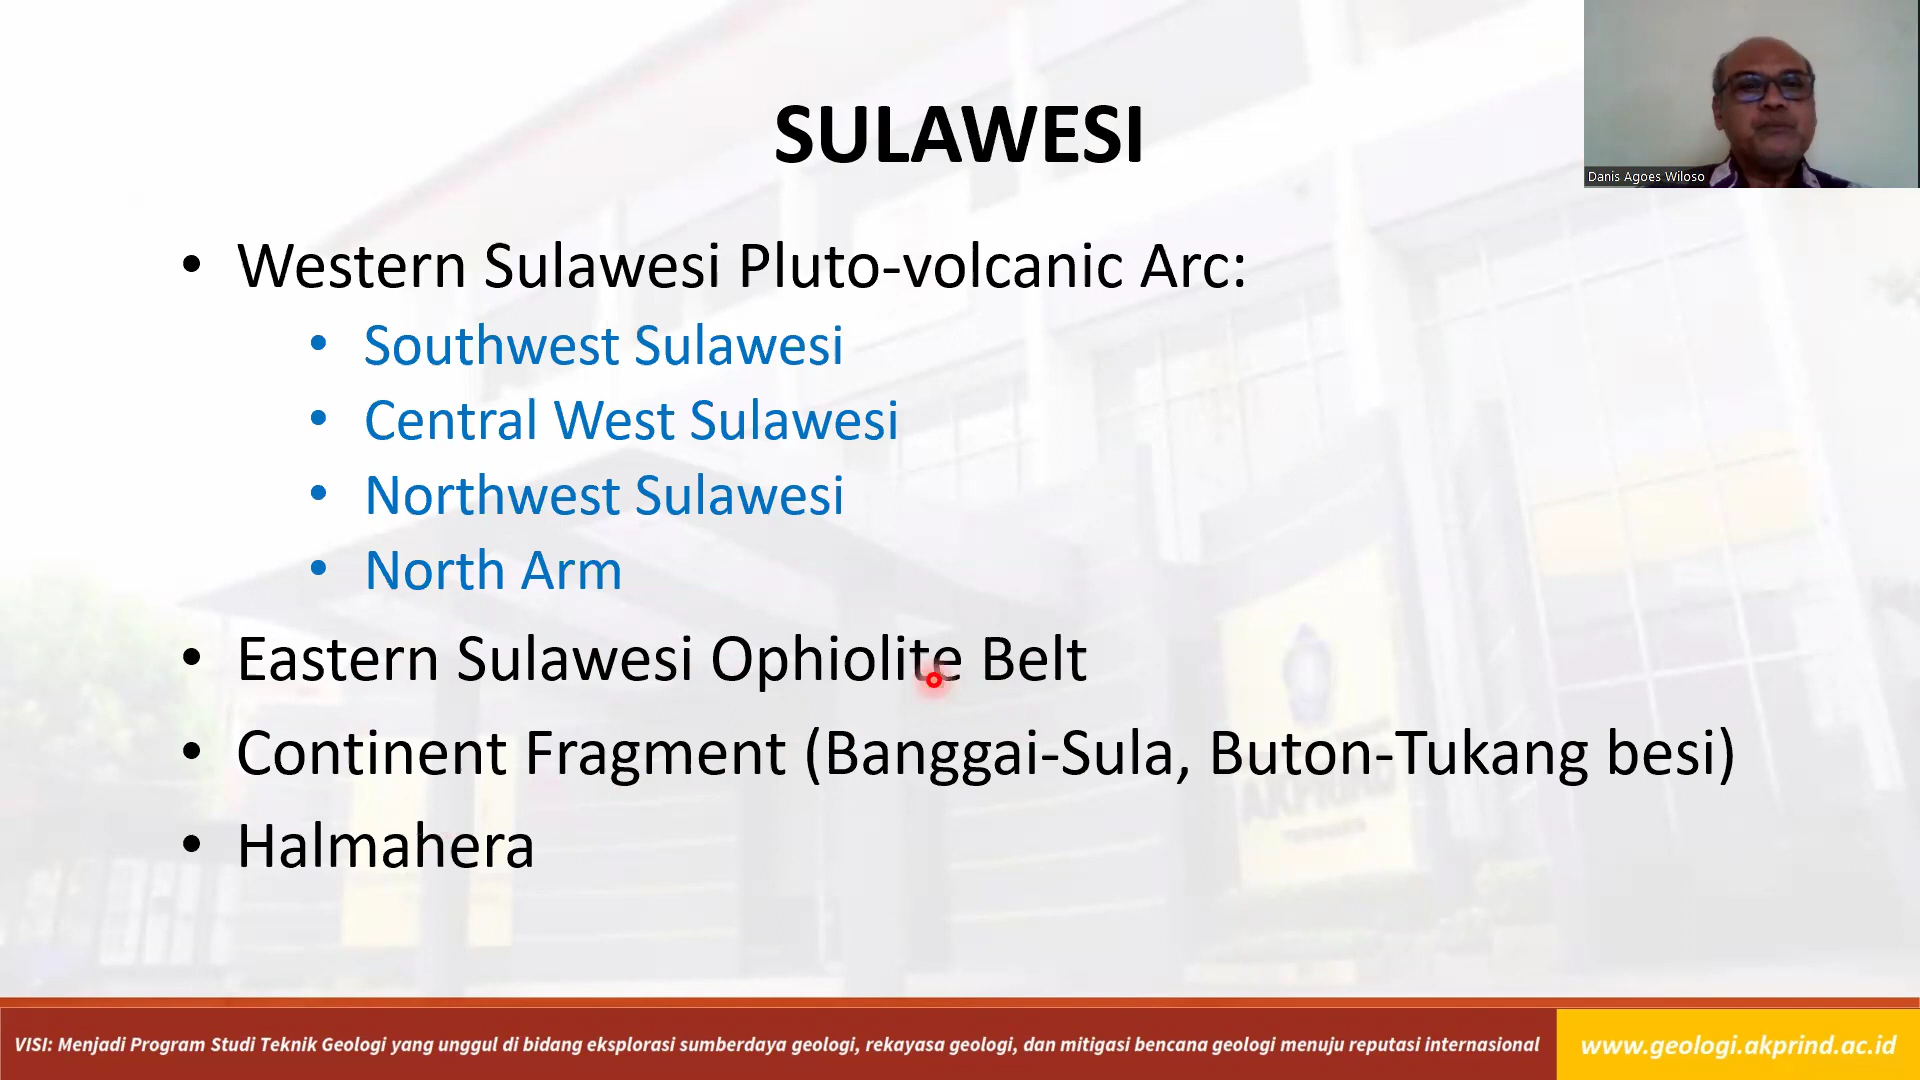 SULAWESI
Danis Agoes Wiloso
• Western Sulawesi Pluto-volcanic Arc:
• Southwest Sulawesi
• Central West Sulawesi
• Northwest Sulawesi
• North Arm
• Eastern Sulawesi Ophiolite Belt
• Continent Fragment (Banggai-Sula, Buton-Tukang besi)
• Halmahera
AKPRIND
VISI: Menjadi Program Studi Teknik Geologi yang unggul di bidang eksplorasi sumberdaya geologi, rekayasa geologi, dan mitigasi bencana geologi menuju reputasi internasional
www.geologi.akprind.ac.id